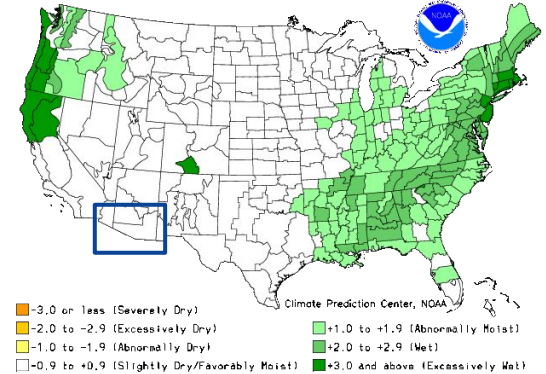 NOAA
Climate Prediction Center, NOAA
-3.0 or less (Severely Dry)
-2.0 to -2.9 (Excessively Dry)
-1.0 to -1.9 (Abnormally Dry)
-0.9 to +0.9 (Slightly Dry/Favorably Moist)
+1.0 to +1.9 (Abnormally Moist)
+2.0 to +2.9 (Wet)
+3.0 and above (Excessively Wet)